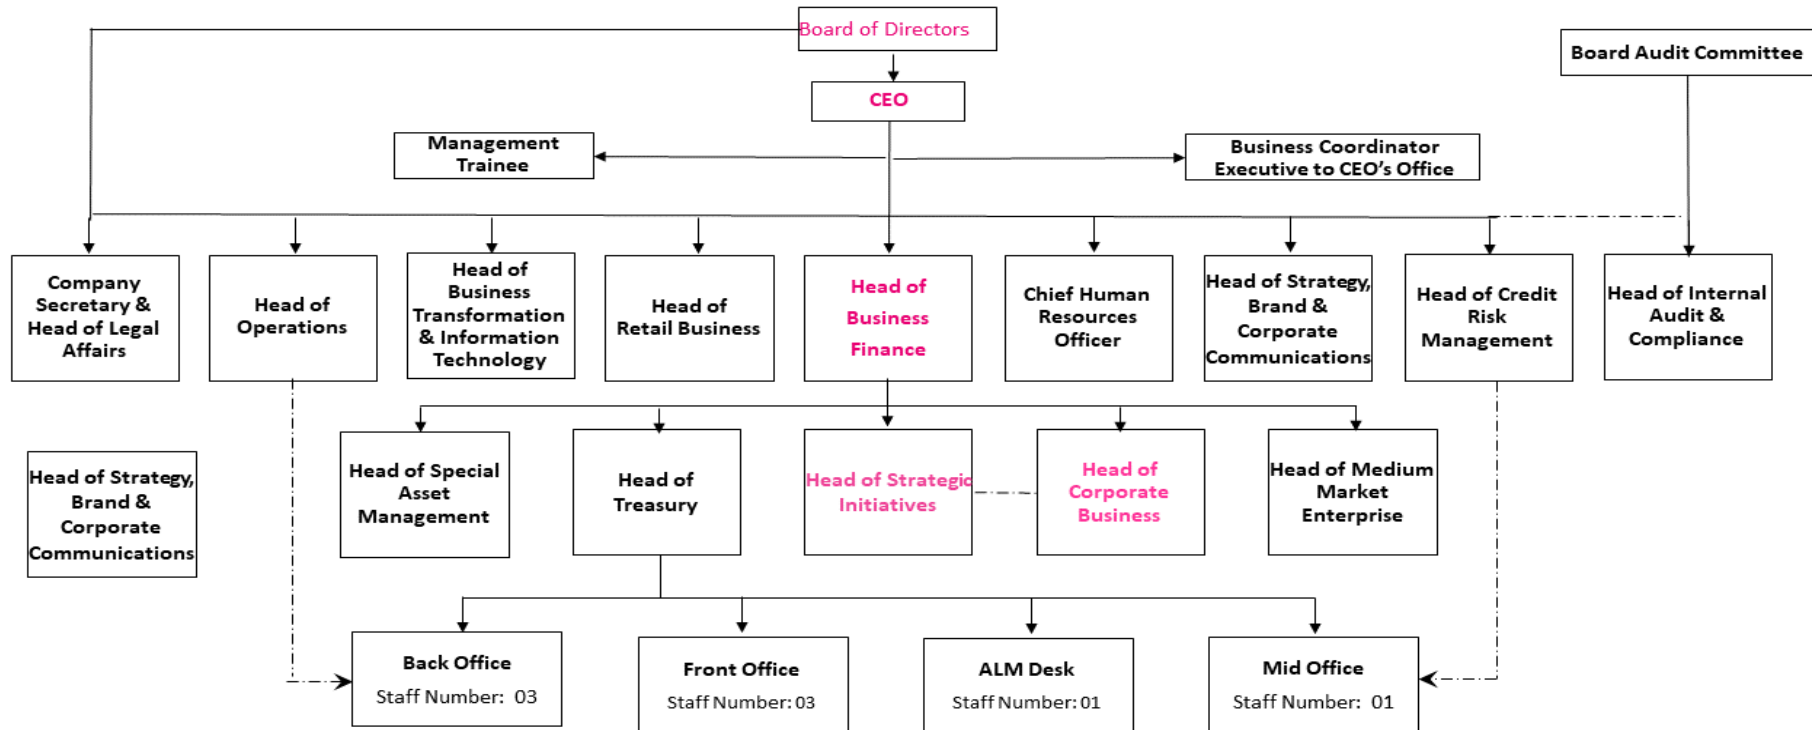 Board of Directors
Board Audit Committee
CEO
Management
Trainee
Business Coordinator
Executive to CEO’s Office
Company
Secretary &
Head of Legal
Affairs
Head of
Operations
Head of
Business
Transformation
& Information
Technology
Head of
Retail Business
Head of
Business
Finance
Chief Human
Resources
Officer
Head of Strategy,
Brand &
Corporate
Communications
Head of Credit
Risk
Management
Head of Internal
Audit &
Compliance
Head of Strategy,
Brand &
Corporate
Communications
Head of Special
Asset
Management
Head of
Treasury
Head of Strategic
Initiatives
Head of
Corporate
Business
Head of Medium
Market
Enterprise
Back Office
Staff Number: 03
Front Office
Staff Number: 03
ALM Desk
Staff Number: 01
Mid Office
Staff Number: 01